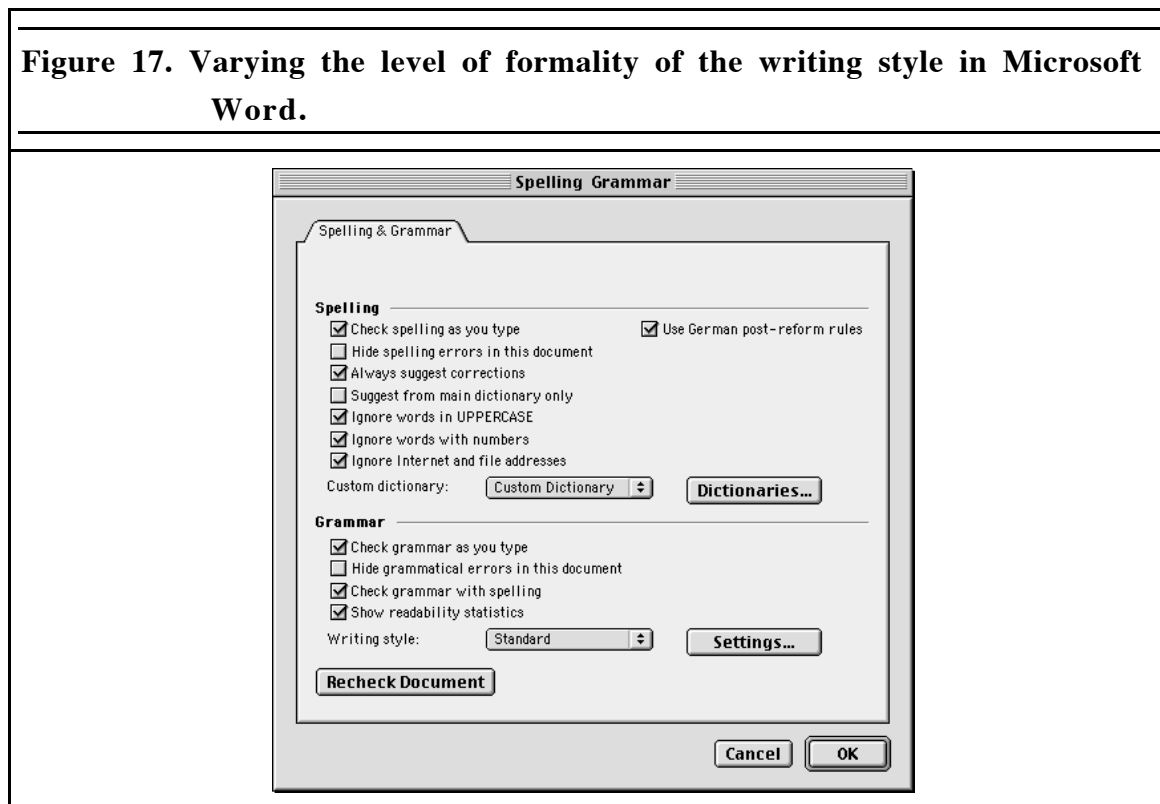 Figure 17. Varying the level of formality of the writing style in Microsoft
Word.
Spelling Grammar
Spelling & Grammar
Spelling
Check spelling as you type
Use German post-reform rules
Hide spelling errors in this document
Always suggest corrections
Suggest from main dictionary only
Ignore words in UPPERCASE
Ignore words with numbers
Ignore Internet and file addresses
Custom dictionary: Custom Dictionary Dictionaries...
Grammar
Check grammar as you type
Hide grammatical errors in this document
Check grammar with spelling
Show readability statistics
Writing style: Standard Settings...
Recheck Document
Cancel OK